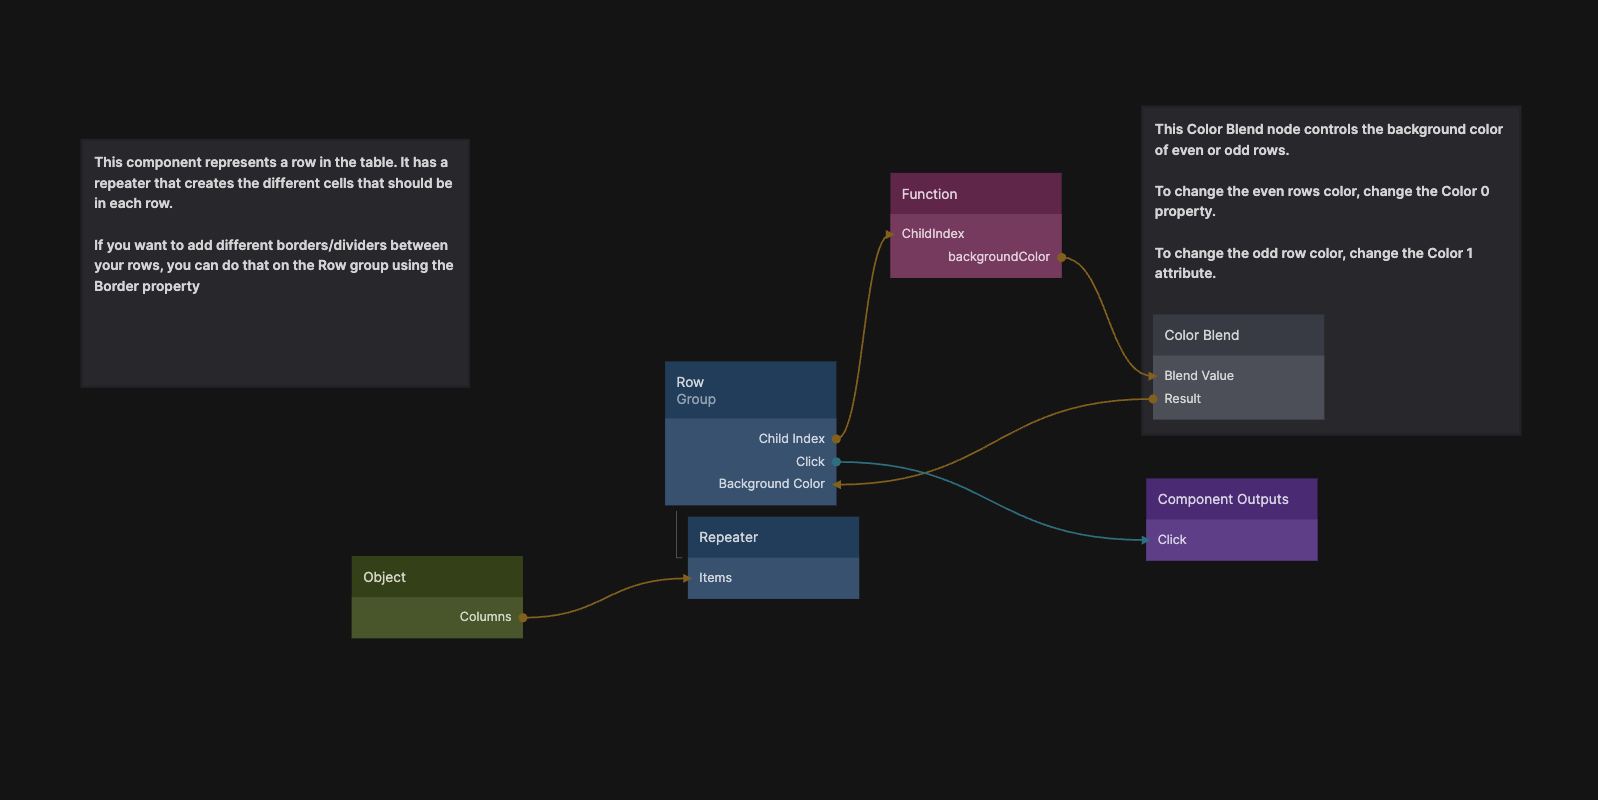 This component represents a row in the table. It has a
repeater that creates the different cells that should be
in each row.
If you want to add different borders/dividers between
your rows, you can do that on the Row group using the
Border property
Function
ChildIndex
backgroundColor
This Color Blend node controls the background color
of even or odd rows.
To change the even rows color, change the Color 0
property.
To change the odd row color, change the Color 1
attribute.
Color Blend
Blend Value
Result
Row
Group
Child Index
Click
Background Color
Component Outputs
Click
Repeater
Items
Object
Columns